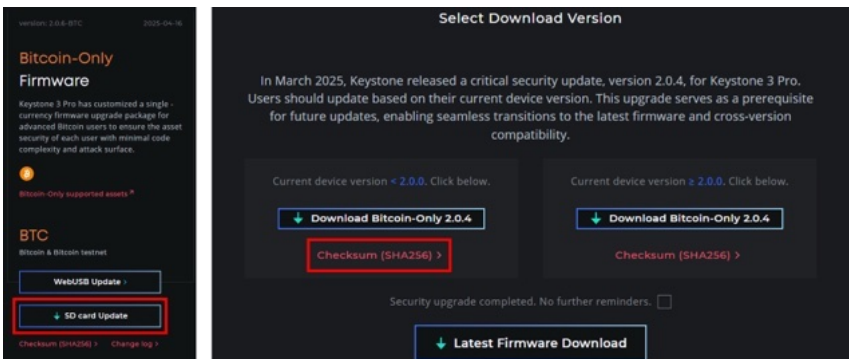 version: 2.0.6-BTC 2025-04-16
Bitcoin-Only
Firmware
Keystone 3 Pro has customized a single -
currency firmware upgrade package for
advanced Bitcoin users to ensure the asset
security of each user with minimal code
complexity and attack surface.
Bitcoin-Only supported assets
BTC
Bitcoin & Bitcoin testnet
WebUSB Update ›
SD card Update
Checksum (SHA256) › Change log ›
Select Download Version
In March 2025, Keystone released a critical security update, version 2.0.4, for Keystone 3 Pro.
Users should update based on their current device version. This upgrade serves as a prerequisite
for future updates, enabling seamless transitions to the latest firmware and cross-version
compatibility.
Current device version < 2.0.0. Click below.
Download Bitcoin-Only 2.0.4
Checksum (SHA256) >
Current device version ≥ 2.0.0. Click below.
Download Bitcoin-Only 2.0.4
Checksum (SHA256) >
Security upgrade completed. No further reminders.
Latest Firmware Download